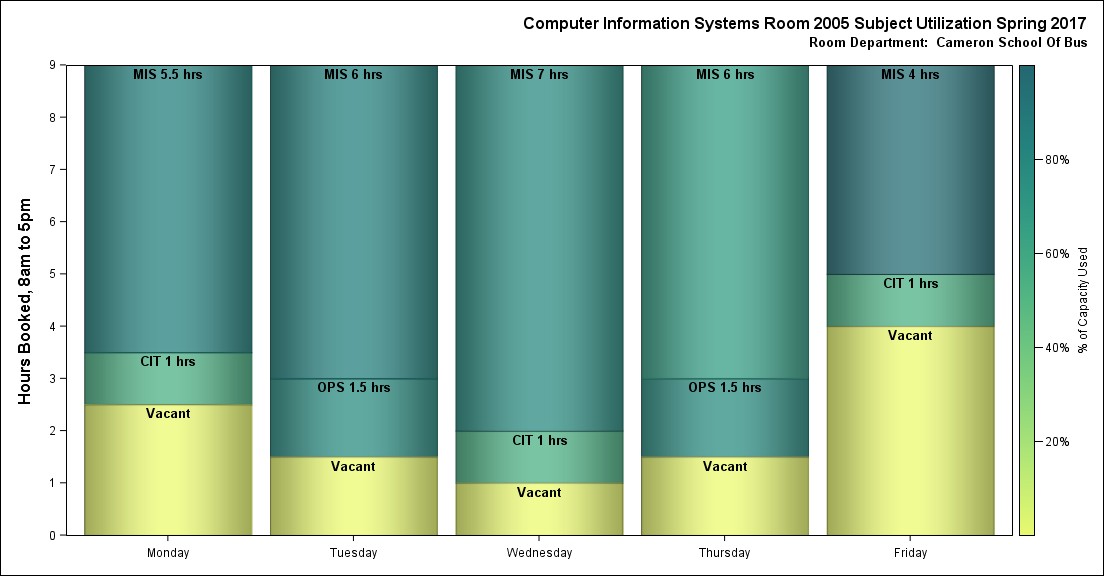 Computer Information Systems Room 2005 Subject Utilization Spring 2017
Room Department: Cameron School Of Bus
Hours Booked, 8am to 5pm
9
8
7
6
5
4
3
2
1
0
MIS 5.5 hrs
CIT 1 hrs
Vacant
MIS 6 hrs
OPS 1.5 hrs
Vacant
MIS 7 hrs
CIT 1 hrs
Vacant
MIS 6 hrs
OPS 1.5 hrs
Vacant
MIS 4 hrs
CIT 1 hrs
Vacant
Monday
Tuesday
Wednesday
Thursday
Friday
80%
60%
40%
20%
% of Capacity Used